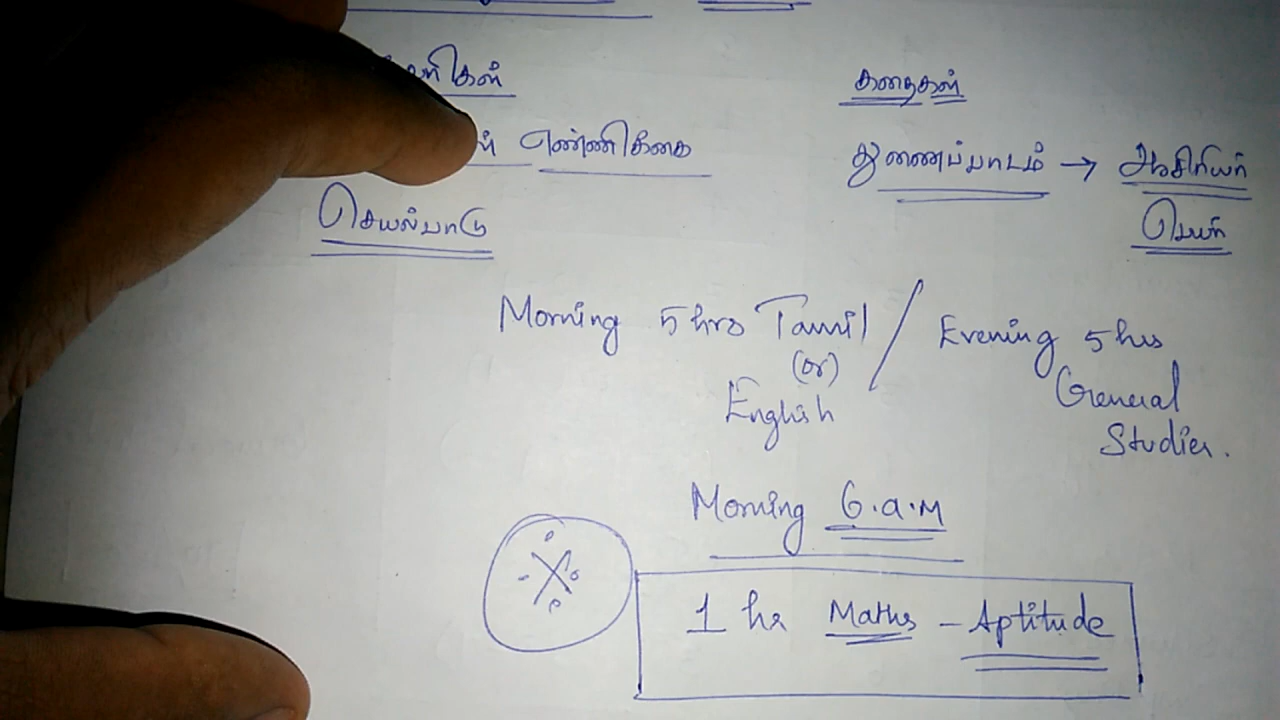 கதைகள்
எண்ணிக்கை
துணைப்பாடம் → ஆசிரியர்
பெயர்
செயல்பாடு
Morning 5 hrs Tamil / Evening 5 hrs
(or)
English
General
Studies.
Morning 6.a.m
1 hr Maths - Aptitude